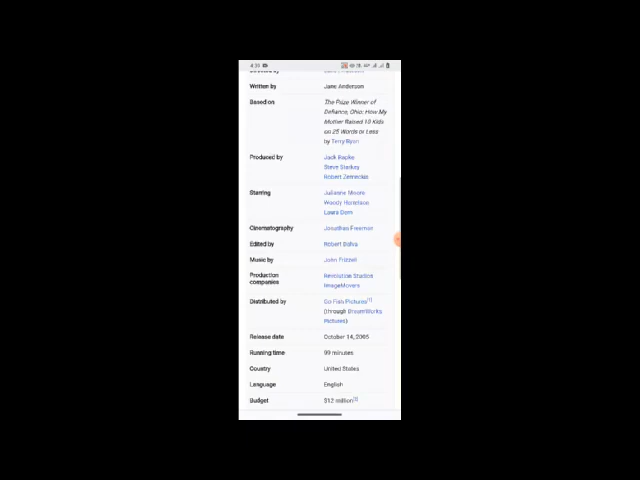 4:39
Written by Jane Anderson
Based on The Prize Winner of
Defiance, Ohio: How My
Mother Raised 10 Kids
on 25 Words or Less
by Terry Ryan
Produced by Jack Rapke
Steve Starkey
Robert Zemeckis
Starring Julianne Moore
Woody Harrelson
Laura Dern
Cinematography Jonathan Freeman
Edited by Robert Dalva
Music by John Frizzell
Production Revolution Studios
companies ImageMovers
Distributed by Go Fish Pictures[1]
(through DreamWorks
Pictures)
Release date October 14, 2005
Running time 99 minutes
Country United States
Language English
Budget $12 million[2]